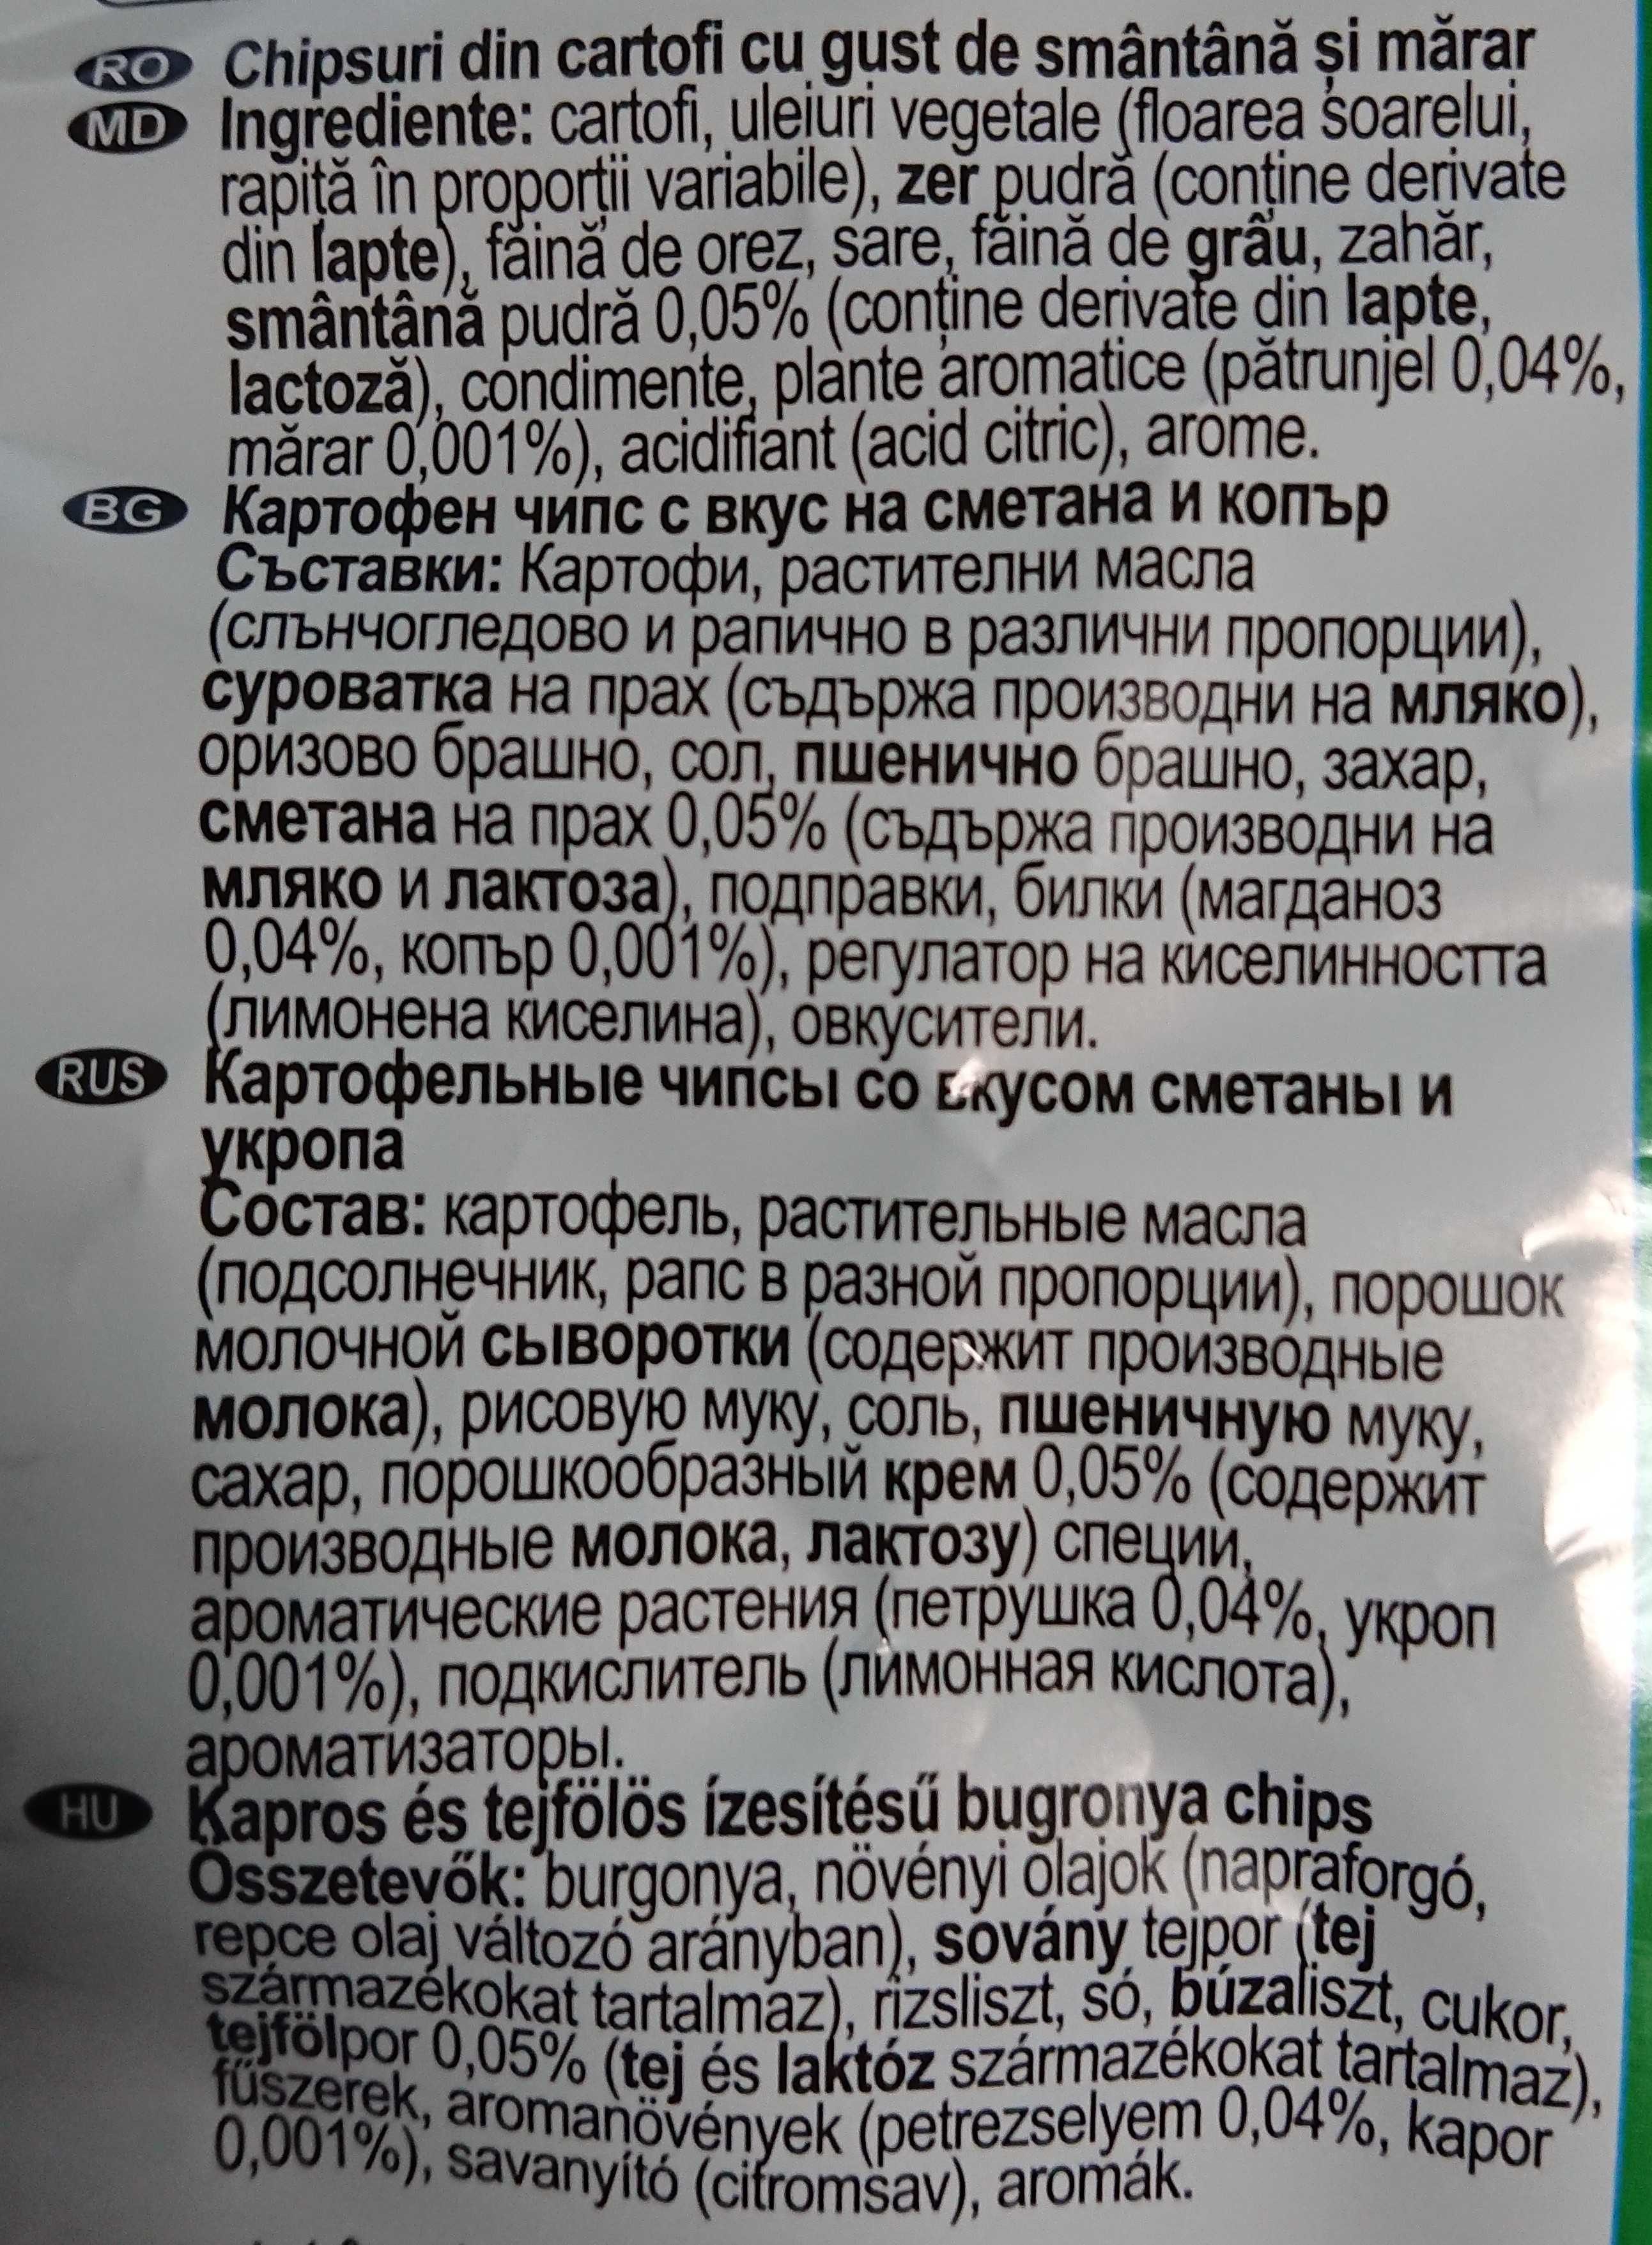 RO Chipsuri din cartofi cu gust de smântână și mărar
MD Ingrediente: cartofi, uleiuri vegetale (floarea soarelui,
rapiță în proporții variabile), zer pudră (conține derivate
din lapte), făină de orez, sare, făină de grâu, zahăr,
smântână pudră 0,05% (conține derivate din lapte,
lactoză), condimente, plante aromatice (pătrunjel 0,04%,
mărar 0,001%), acidifiant (acid citric), arome.
BG Картофен чипс с вкус на сметана и копър
Съставки: Картофи, растителни масла
(слънчогледово и рапично в различни пропорции),
суроватка на прах (съдържа производни на мляко),
оризово брашно, сол, пшенично брашно, захар,
сметана на прах 0,05% (съдържа производни на
мляко и лактоза), подправки, билки (магданоз
0,04%, копър 0,001%), регулатор на киселинността
(лимонена киселина), овкусители.
RUS Картофельные чипсы со вкусом сметаны и
укропа
Состав: картофель, растительные масла
(подсолнечник, рапс в разной пропорции), порошок
молочной сыворотки (содержит производные
молока), рисовую муку, соль, пшеничную муку,
сахар, порошкообразный крем 0,05% (содержит
производные молока, лактозу) специи,
ароматические растения (петрушка 0,04%, укроп
0,001%), подкислитель (лимонная кислота),
ароматизаторы.
HU Kapros és tejfölös ízesítésű bugronya chips
Összetevők: burgonya, növényi olajok (napraforgó,
repce olaj változó arányban), sovány tejpor (tej
származékokat tartalmaz), rizsliszt, só, búzaliszt, cukor,
tejfölpor 0,05% (tej és laktóz származékokat tartalmaz),
fűszerek, aromanövények (petrezselyem 0,04%, kapor
0,001%), savanyító (citromsav), aromák.